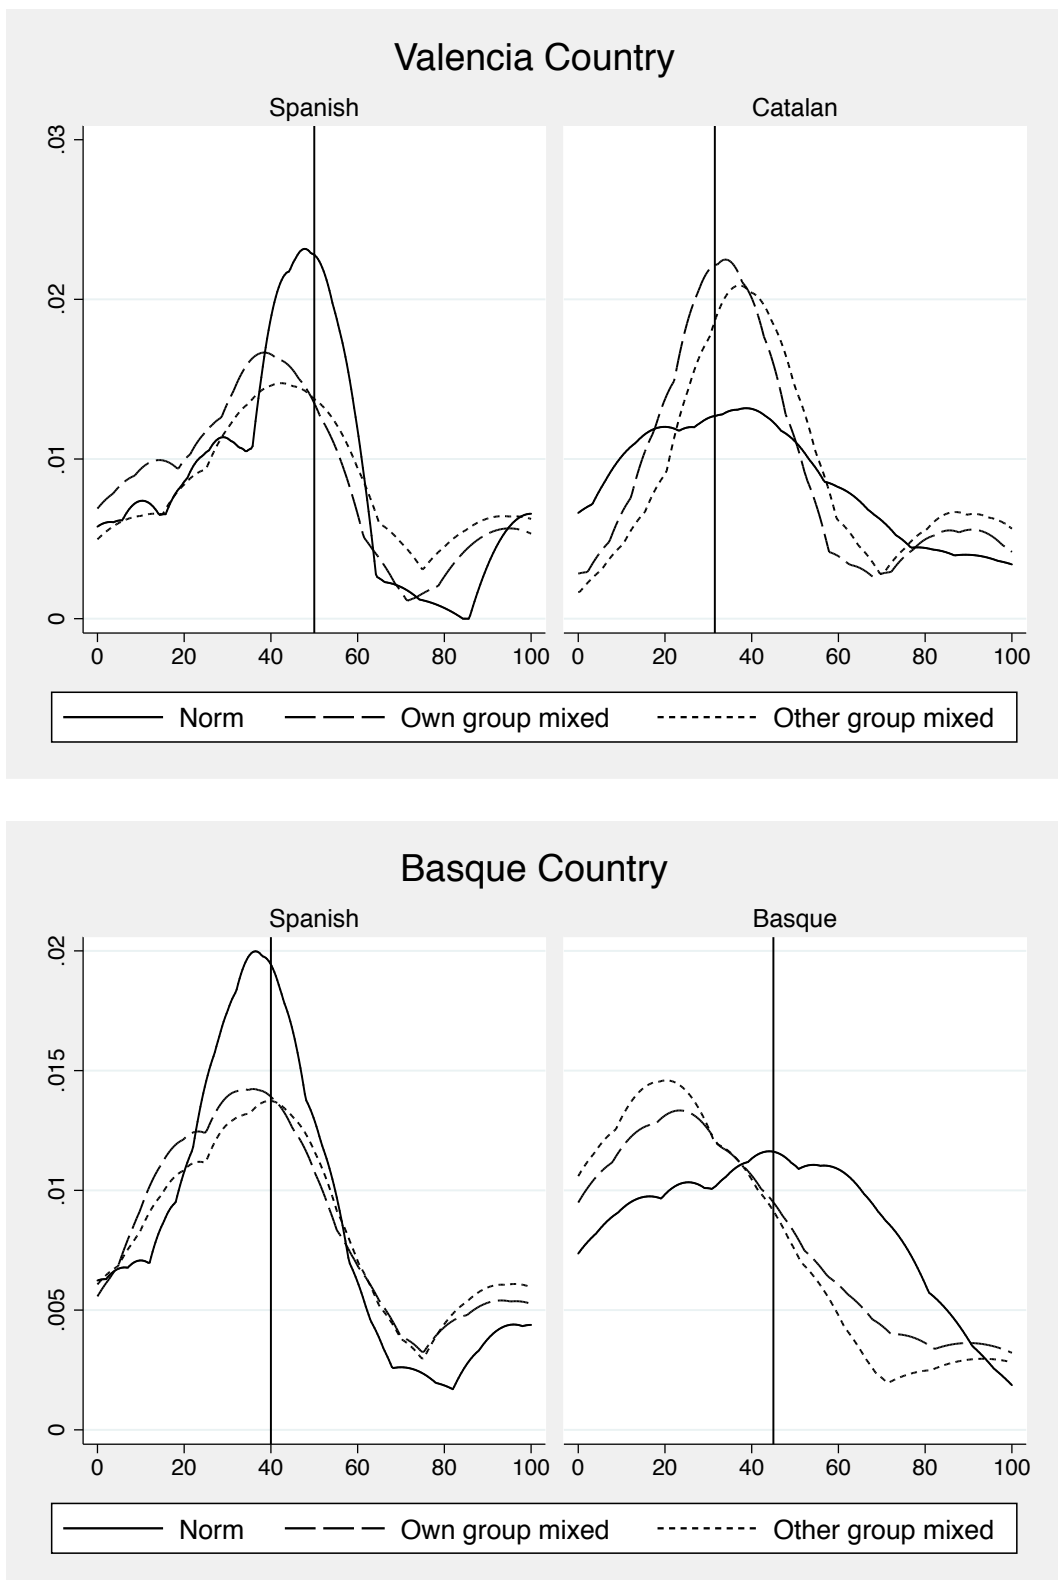 Valencia Country
Spanish Catalan
.03
.02
.01
0
0 20 40 60 80 100 0 20 40 60 80 100
Norm Own group mixed Other group mixed
Basque Country
Spanish Basque
.02
.015
.01
.005
0
0 20 40 60 80 100 0 20 40 60 80 100
Norm Own group mixed Other group mixed